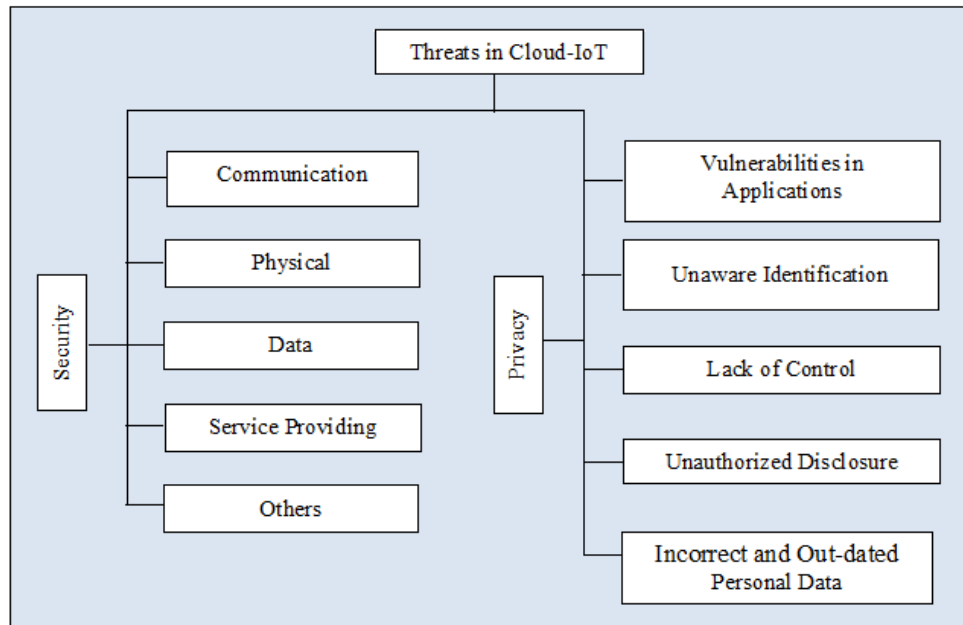 Threats in Cloud-IoT
Security
Communication
Physical
Data
Service Providing
Others
Privacy
Vulnerabilities in
Applications
Unaware Identification
Lack of Control
Unauthorized Disclosure
Incorrect and Out-dated
Personal Data